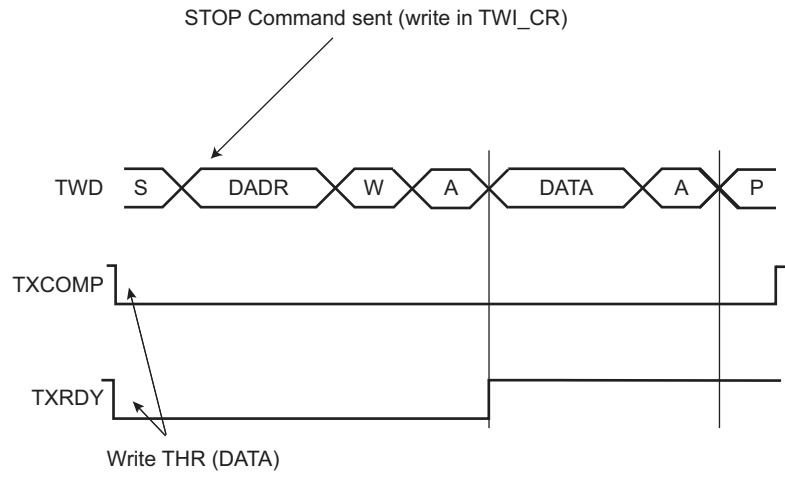 STOP Command sent (write in TWI_CR)
TWD S DADR W A DATA A P
TXCOMP
TXRDY
Write THR (DATA)